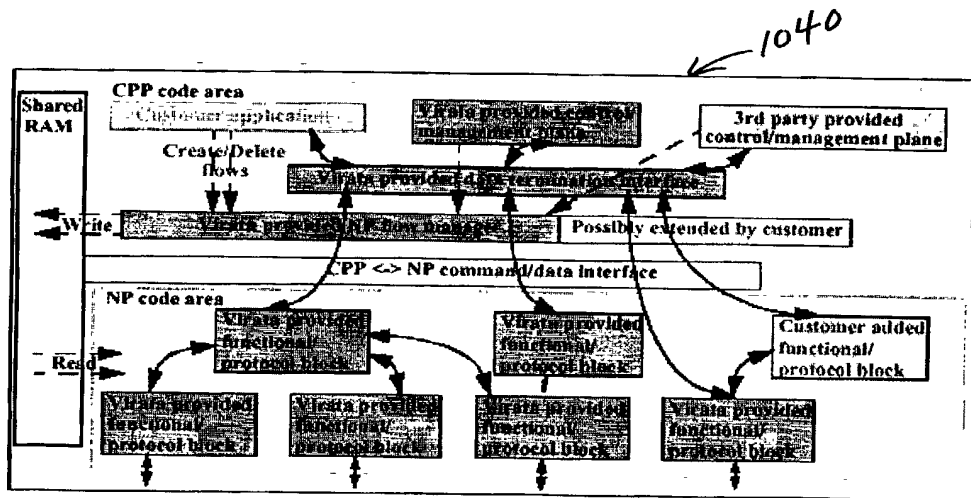 1040
Shared
RAM
CPP code area
Customer application
Virata provided control/
management plane
3rd party provided
control/management plane
Create/Delete
flows
Virata provided data termination interface
Write
Virata provided NP flow manager
Possibly extended by customer
CPP <-> NP command/data interface
NP code area
Read
Virata provided
functional/
protocol block
Virata provided
functional/
protocol block
Customer added
functional/
protocol block
Virata provided
functional/
protocol block
Virata provided
functional/
protocol block
Virata provided
functional/
protocol block
Virata provided
functional/
protocol block